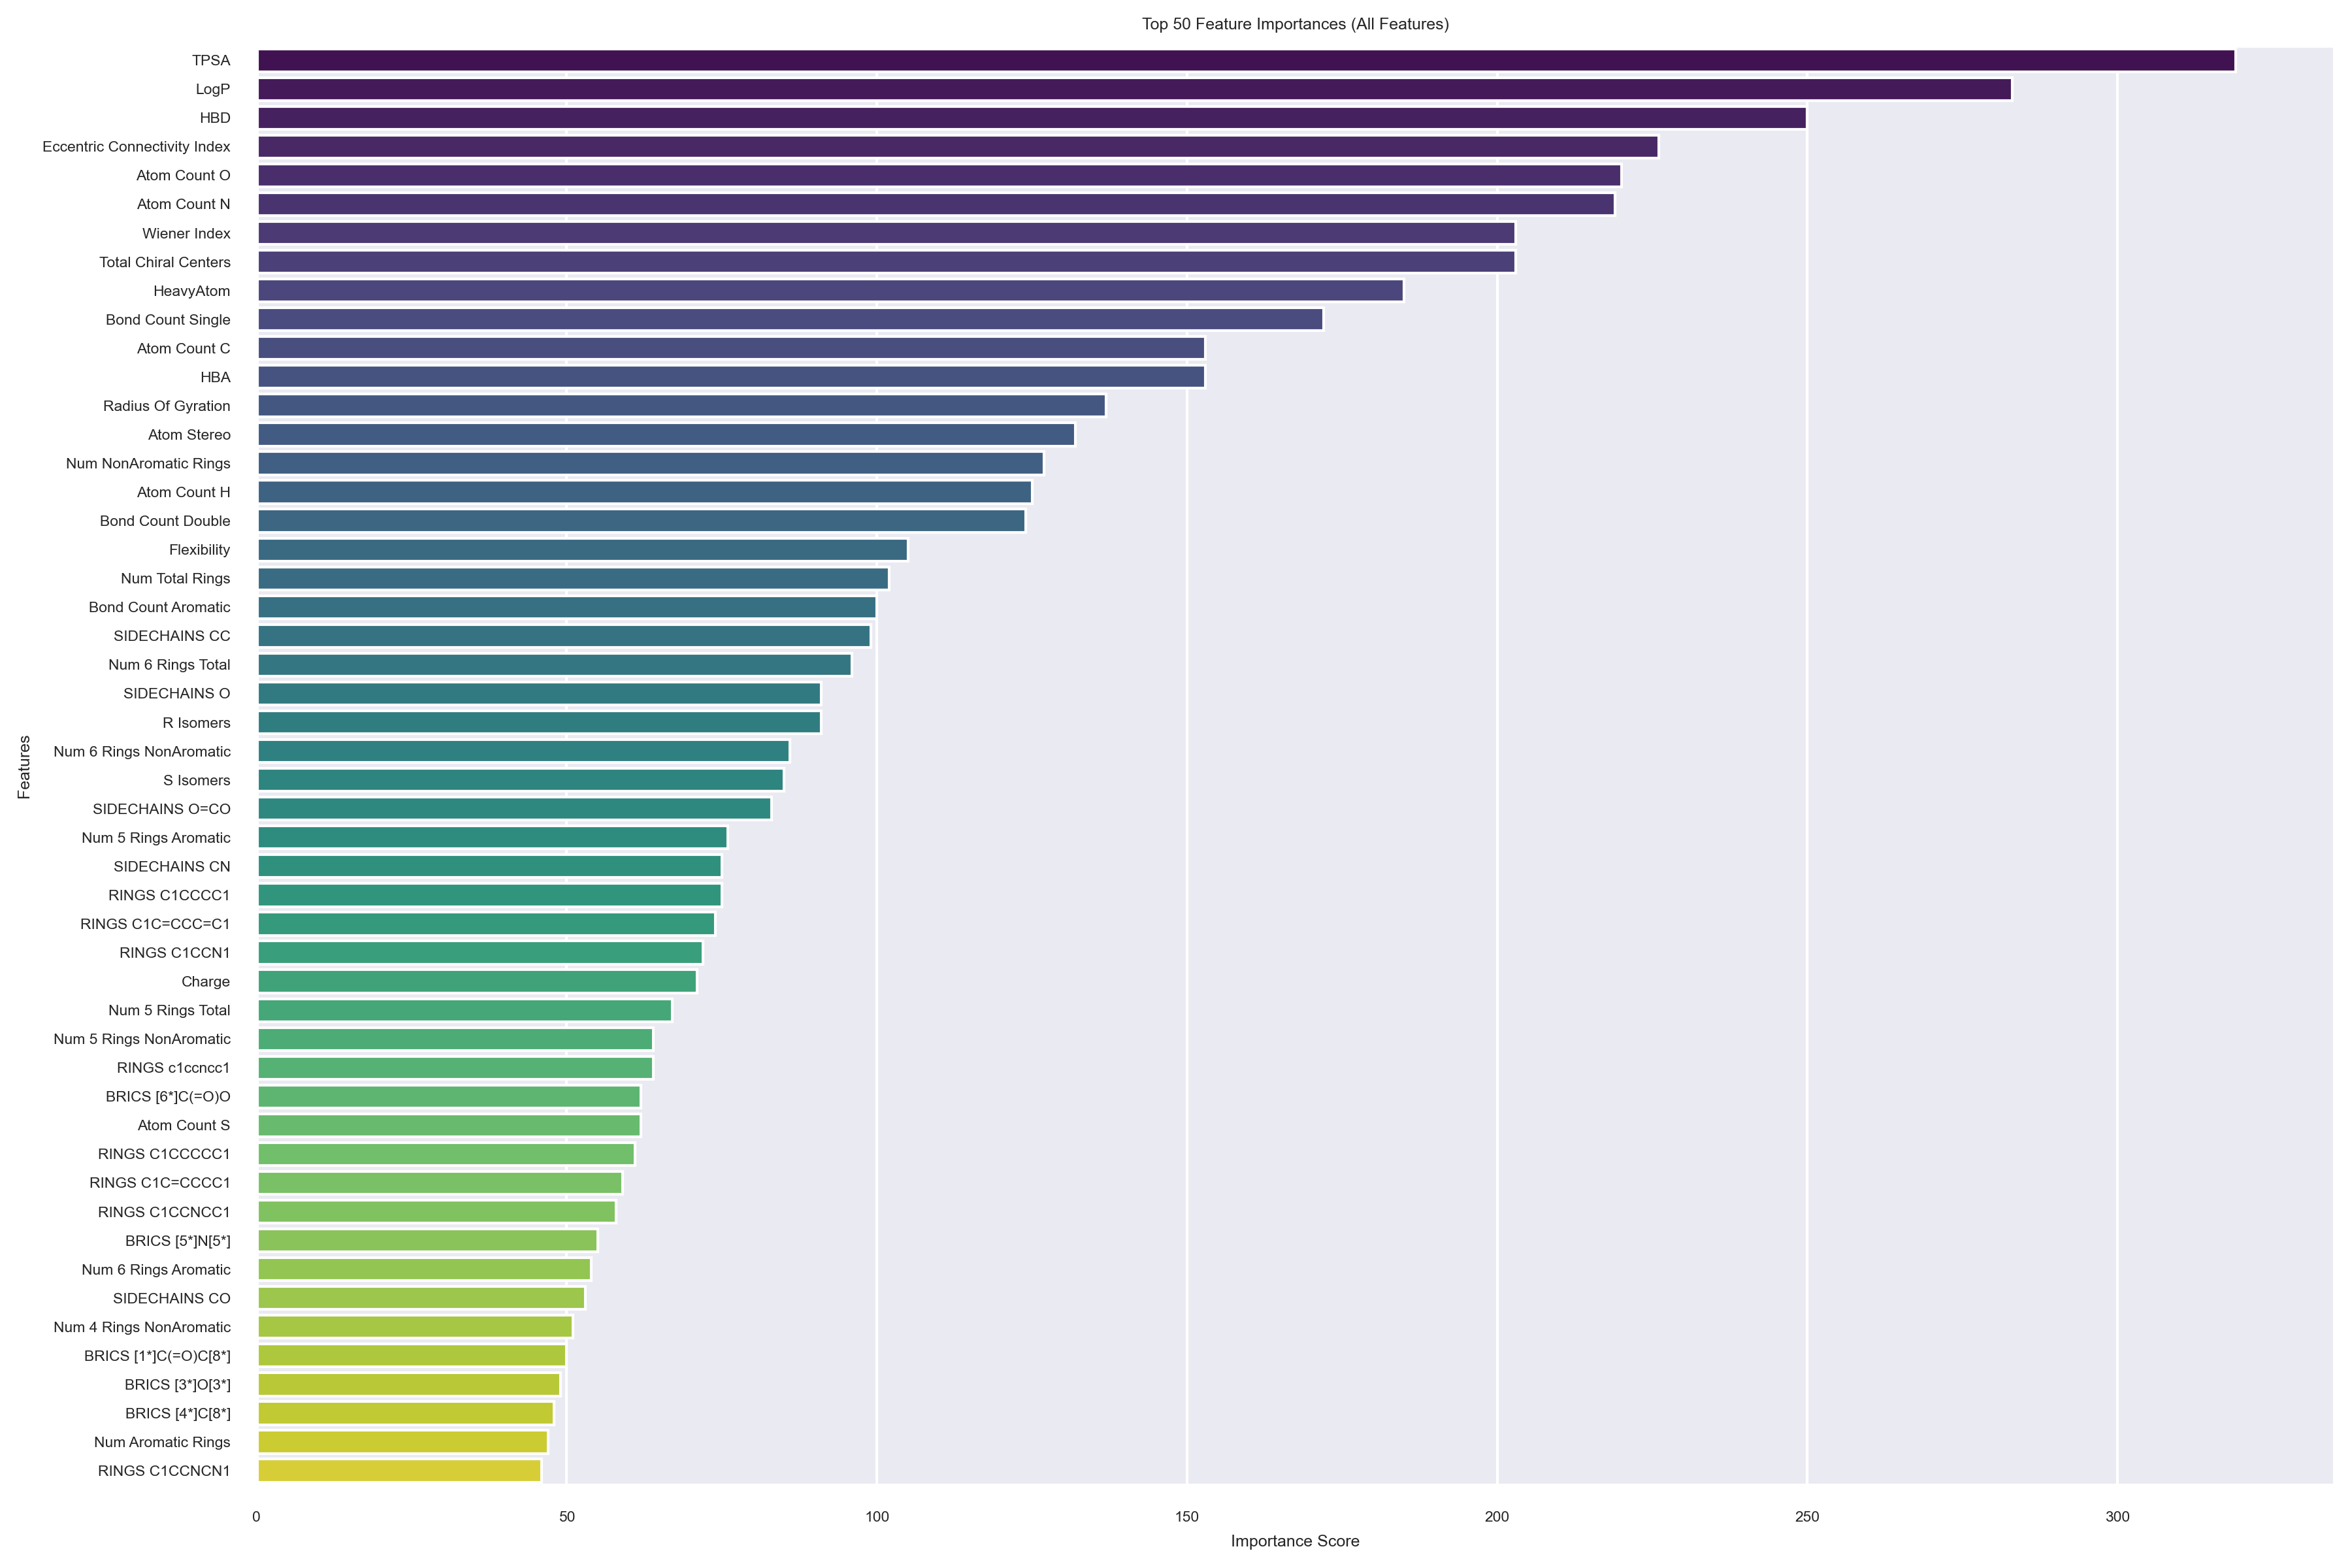 Top 50 Feature Importances (All Features)
TPSA
LogP
HBD
Eccentric Connectivity Index
Atom Count O
Atom Count N
Wiener Index
Total Chiral Centers
HeavyAtom
Bond Count Single
Atom Count C
HBA
Radius Of Gyration
Atom Stereo
Num NonAromatic Rings
Atom Count H
Bond Count Double
Flexibility
Num Total Rings
Bond Count Aromatic
SIDECHAINS CC
Num 6 Rings Total
SIDECHAINS O
R Isomers
Num 6 Rings NonAromatic
S Isomers
SIDECHAINS O=CO
Num 5 Rings Aromatic
SIDECHAINS CN
RINGS C1CCCC1
RINGS C1C=CCC=C1
RINGS C1CCN1
Charge
Num 5 Rings Total
Num 5 Rings NonAromatic
RINGS c1ccncc1
BRICS [6*]C(=O)O
Atom Count S
RINGS C1CCCCC1
RINGS C1C=CCCC1
RINGS C1CCNCC1
BRICS [5*]N[5*]
Num 6 Rings Aromatic
SIDECHAINS CO
Num 4 Rings NonAromatic
BRICS [1*]C(=O)C[8*]
BRICS [3*]O[3*]
BRICS [4*]C[8*]
Num Aromatic Rings
RINGS C1CCNCN1
Features
0 50 100 150 200 250 300
Importance Score